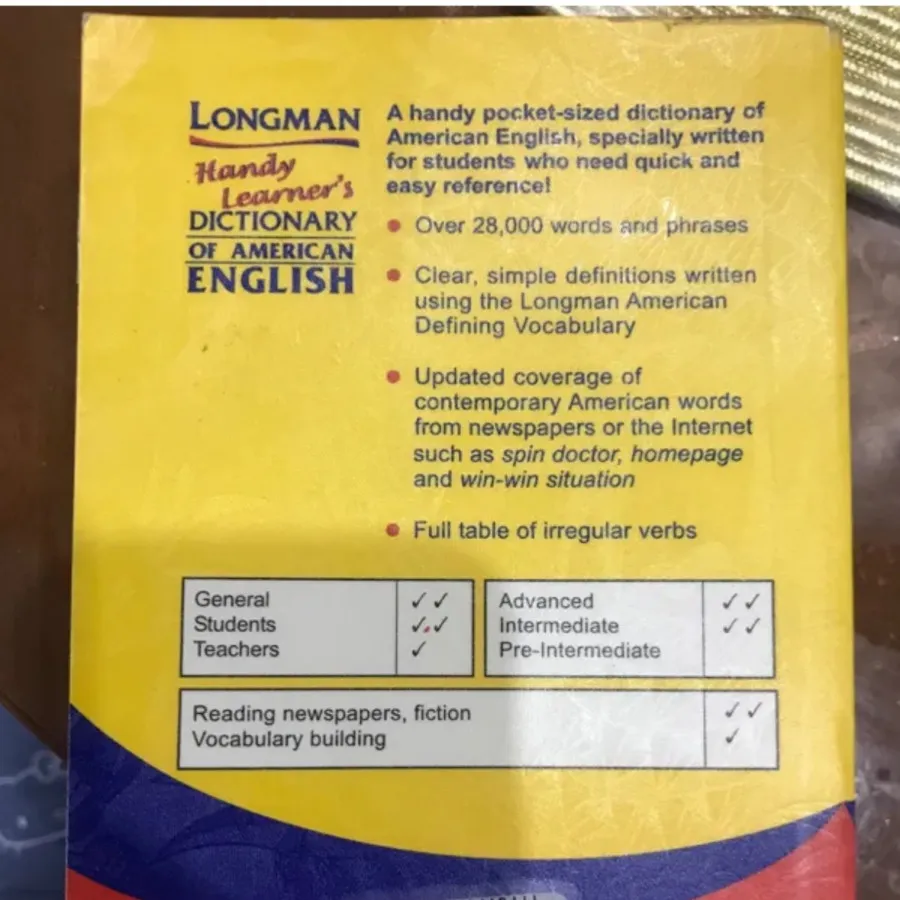 LONGMAN
Handy
Learner's
DICTIONARY
OF AMERICAN
ENGLISH
A handy pocket-sized dictionary of
American English, specially written
for students who need quick and
easy reference!
• Over 28,000 words and phrases
• Clear, simple definitions written
using the Longman American
Defining Vocabulary
• Updated coverage of
contemporary American words
from newspapers or the Internet
such as spin doctor, homepage
and win-win situation
• Full table of irregular verbs
General ✓✓
Students ✓✓
Teachers ✓
Advanced ✓✓
Intermediate ✓✓
Pre-Intermediate
Reading newspapers, fiction ✓✓
Vocabulary building ✓